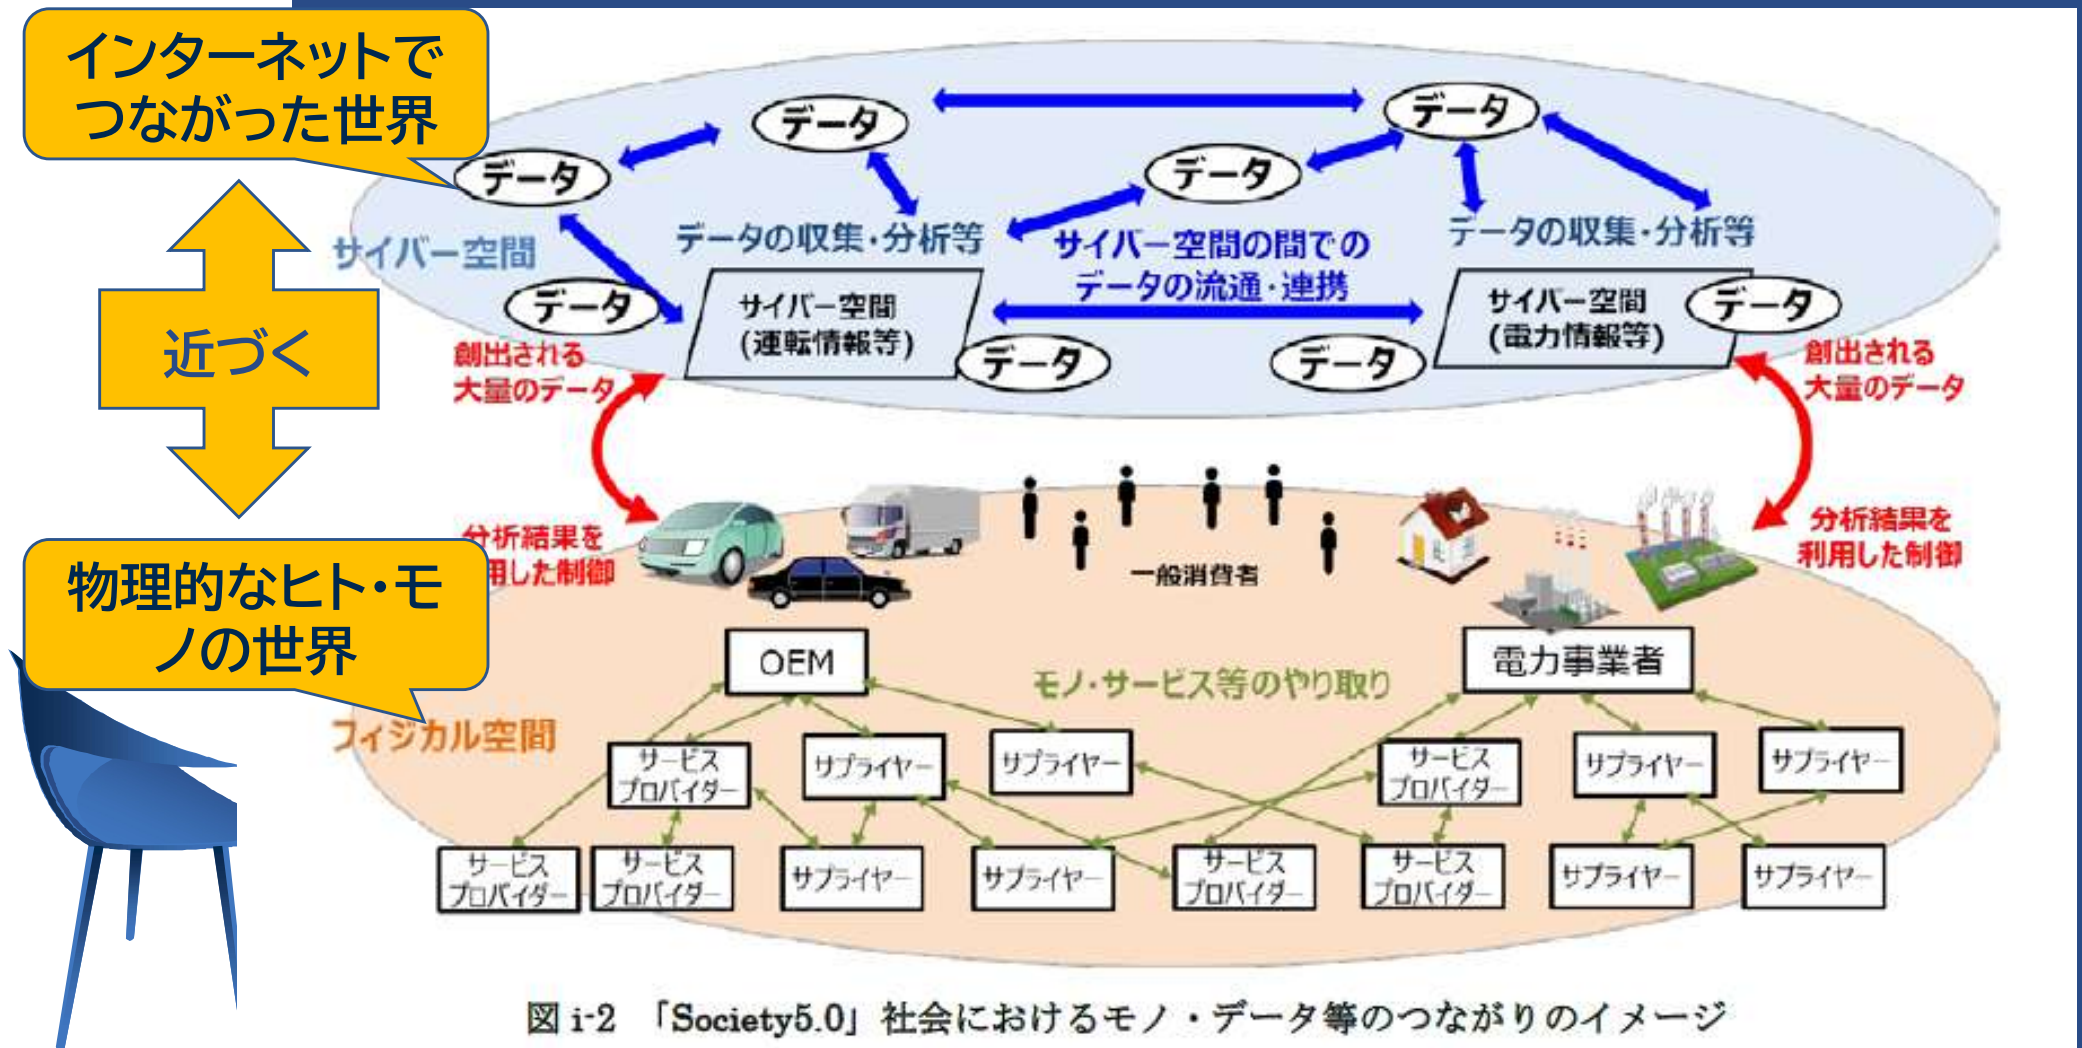 インターネットで
つながった世界
データ
データ
データ
データ
サイバー空間
データの収集・分析等
サイバー空間の間での
データの流通・連携
データの収集・分析等
データ
サイバー空間
(運転情報等)
データ
データ
サイバー空間
(電力情報等)
データ
近づく
創出される
大量のデータ
創出される
大量のデータ
分析結果を
用した制御
分析結果を
利用した制御
一般消費者
物理的なヒト・モ
ノの世界
OEM
電力事業者
モノ・サービス等のやり取り
フィジカル空間
サービス
プロバイダー
サプライヤー
サプライヤー
サービス
プロバイダー
サプライヤー
サプライヤー
サービス
プロバイダー
サービス
プロバイダー
サプライヤー
サプライヤー
サービス
プロバイダー
サービス
プロバイダー
サプライヤー
サプライヤー
図 i-2 「Society5.0」社会におけるモノ・データ等のつながりのイメージ